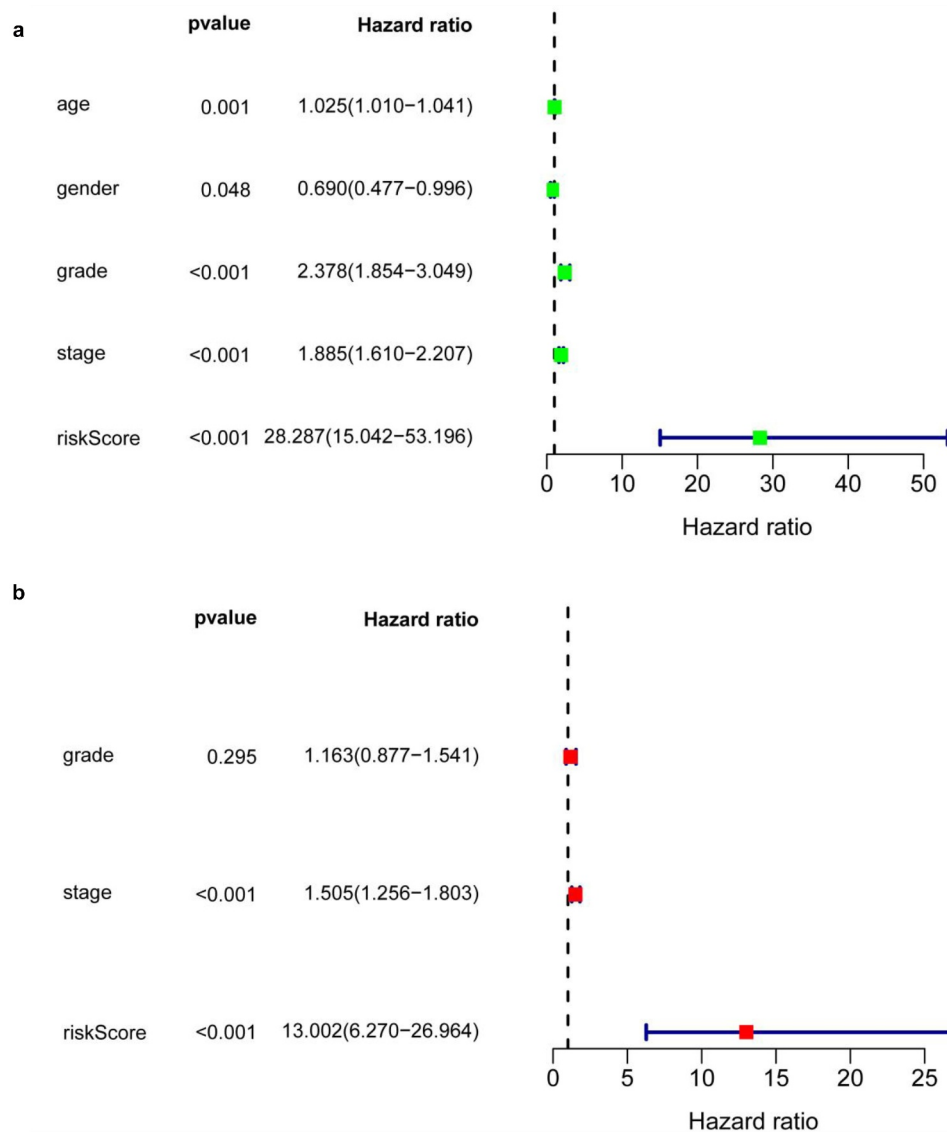 a
pvalue Hazard ratio
age 0.001 1.025(1.010−1.041)
gender 0.048 0.690(0.477−0.996)
grade <0.001 2.378(1.854−3.049)
stage <0.001 1.885(1.610−2.207)
riskScore <0.001 28.287(15.042−53.196)
0 10 20 30 40 50
Hazard ratio
b
pvalue Hazard ratio
grade 0.295 1.163(0.877−1.541)
stage <0.001 1.505(1.256−1.803)
riskScore <0.001 13.002(6.270−26.964)
0 5 10 15 20 25
Hazard ratio